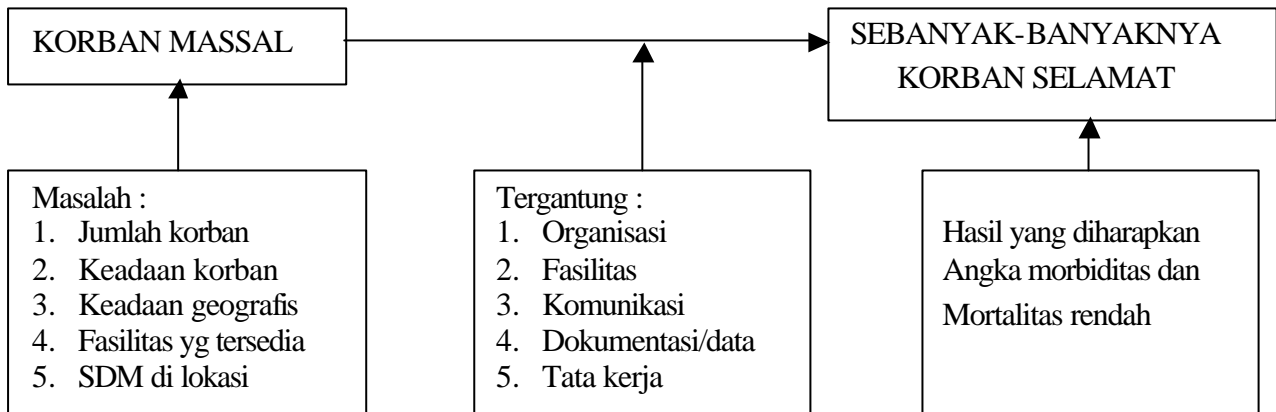 KORBAN MASSAL
SEBANYAK-BANYAKNYA
KORBAN SELAMAT
Masalah :
1. Jumlah korban
2. Keadaan korban
3. Keadaan geografis
4. Fasilitas yg tersedia
5. SDM di lokasi
Tergantung :
1. Organisasi
2. Fasilitas
3. Komunikasi
4. Dokumentasi/data
5. Tata kerja
Hasil yang diharapkan
Angka morbiditas dan
Mortalitas rendah